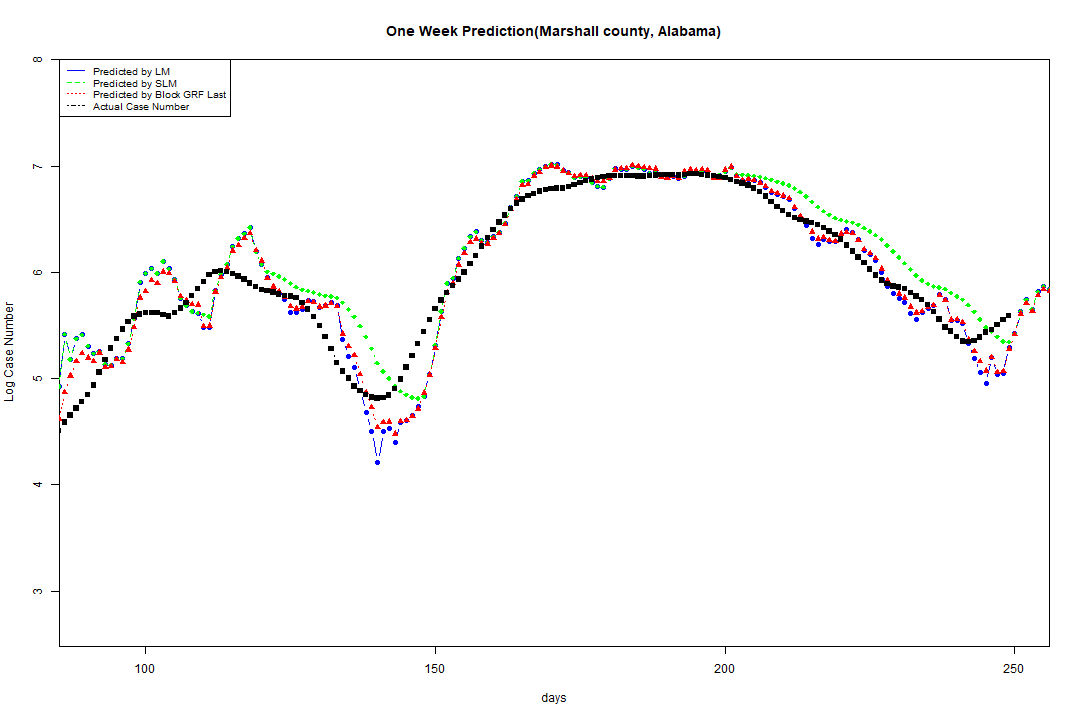 One Week Prediction(Marshall county, Alabama)
Predicted by LM
Predicted by SLM
Predicted by Block GRF Last
Actual Case Number
8
7
6
5
4
3
Log Case Number
100 150 200 250
days